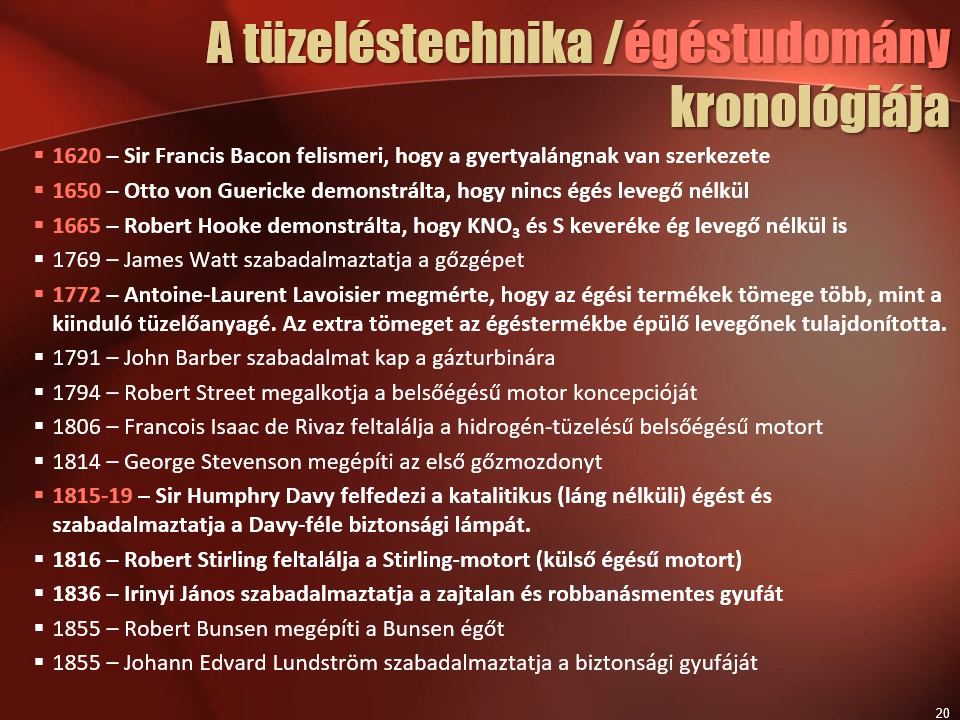 A tüzeléstechnika /égéstudomány
kronológiája
▪ 1620 – Sir Francis Bacon felismeri, hogy a gyertyalángnak van szerkezete
▪ 1650 – Otto von Guericke demonstrálta, hogy nincs égés levegő nélkül
▪ 1665 – Robert Hooke demonstrálta, hogy KNO₃ és S keveréke ég levegő nélkül is
▪ 1769 – James Watt szabadalmaztatja a gőzgépet
▪ 1772 – Antoine-Laurent Lavoisier megmérte, hogy az égési termékek tömege több, mint a
kiinduló tüzelőanyagé. Az extra tömeget az égéstermékbe épülő levegőnek tulajdonította.
▪ 1791 – John Barber szabadalmat kap a gázturbinára
▪ 1794 – Robert Street megalkotja a belsőégésű motor koncepcióját
▪ 1806 – Francois Isaac de Rivaz feltalálja a hidrogén-tüzelésű belsőégésű motort
▪ 1814 – George Stevenson megépíti az első gőzmozdonyt
▪ 1815-19 – Sir Humphry Davy felfedezi a katalitikus (láng nélküli) égést és
szabadalmaztatja a Davy-féle biztonsági lámpát.
▪ 1816 – Robert Stirling feltalálja a Stirling-motort (külső égésű motort)
▪ 1836 – Irinyi János szabadalmaztatja a zajtalan és robbanásmentes gyufát
▪ 1855 – Robert Bunsen megépíti a Bunsen égőt
▪ 1855 – Johann Edvard Lundström szabadalmaztatja a biztonsági gyufáját
20